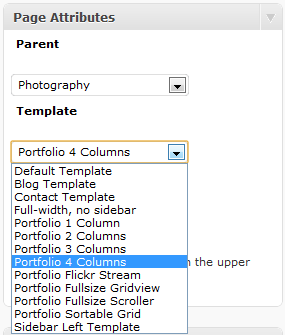 Page Attributes
Parent
Photography
Template
Portfolio 4 Columns
Default Template
Blog Template
Contact Template
Full-width, no sidebar
Portfolio 1 Column
Portfolio 2 Columns
Portfolio 3 Columns
Portfolio 4 Columns
the upper
Portfolio Flickr Stream
Portfolio Fullsize Gridview
Portfolio Fullsize Scroller
Portfolio Sortable Grid
Sidebar Left Template